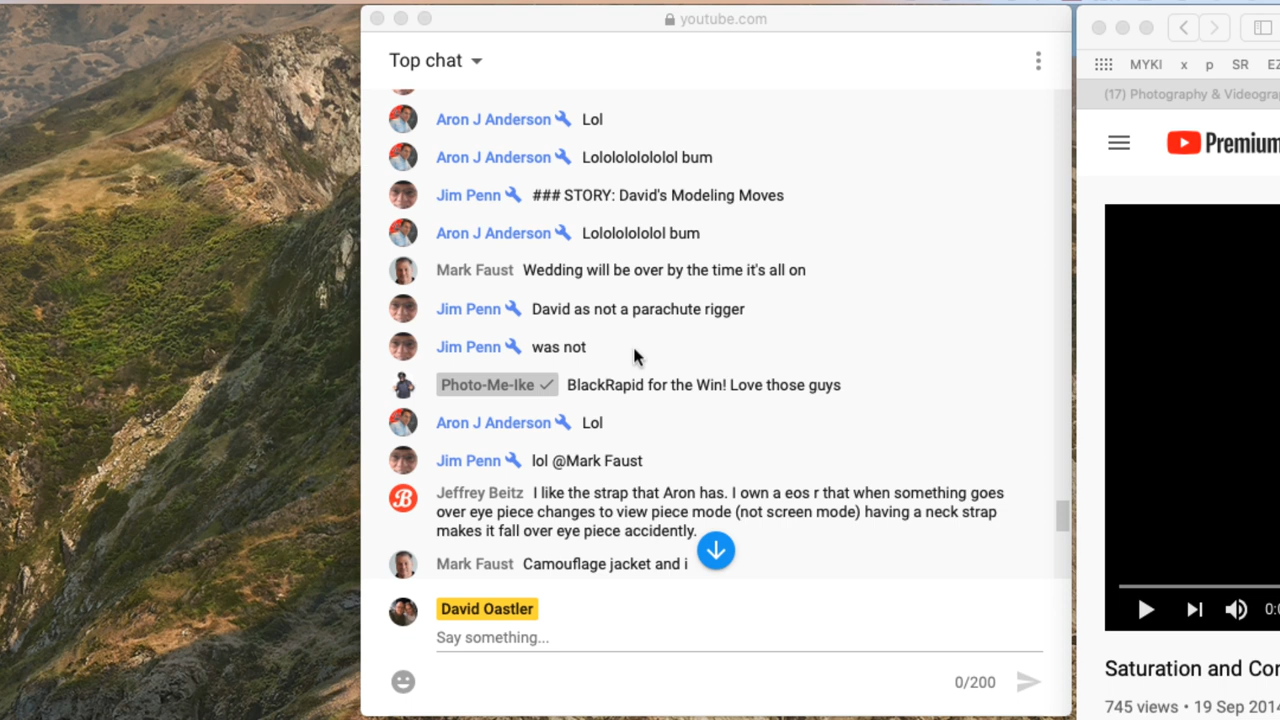 youtube.com
Top chat
Aron J Anderson Lol
Aron J Anderson Lolololololol bum
Jim Penn ### STORY: David's Modeling Moves
Aron J Anderson Lololololol bum
Mark Faust Wedding will be over by the time it's all on
Jim Penn David as not a parachute rigger
Jim Penn was not
Photo-Me-Ike BlackRapid for the Win! Love those guys
Aron J Anderson Lol
Jim Penn lol @Mark Faust
Jeffrey Beitz I like the strap that Aron has. I own a eos r that when something goes
over eye piece changes to view piece mode (not screen mode) having a neck strap
makes it fall over eye piece accidently.
Mark Faust Camouflage jacket and i
David Oastler
Say something...
0/200
MYKI x p SR EZ
(17) Photography & Videogra
Premium
0:0
Saturation and Cor
745 views • 19 Sep 2014